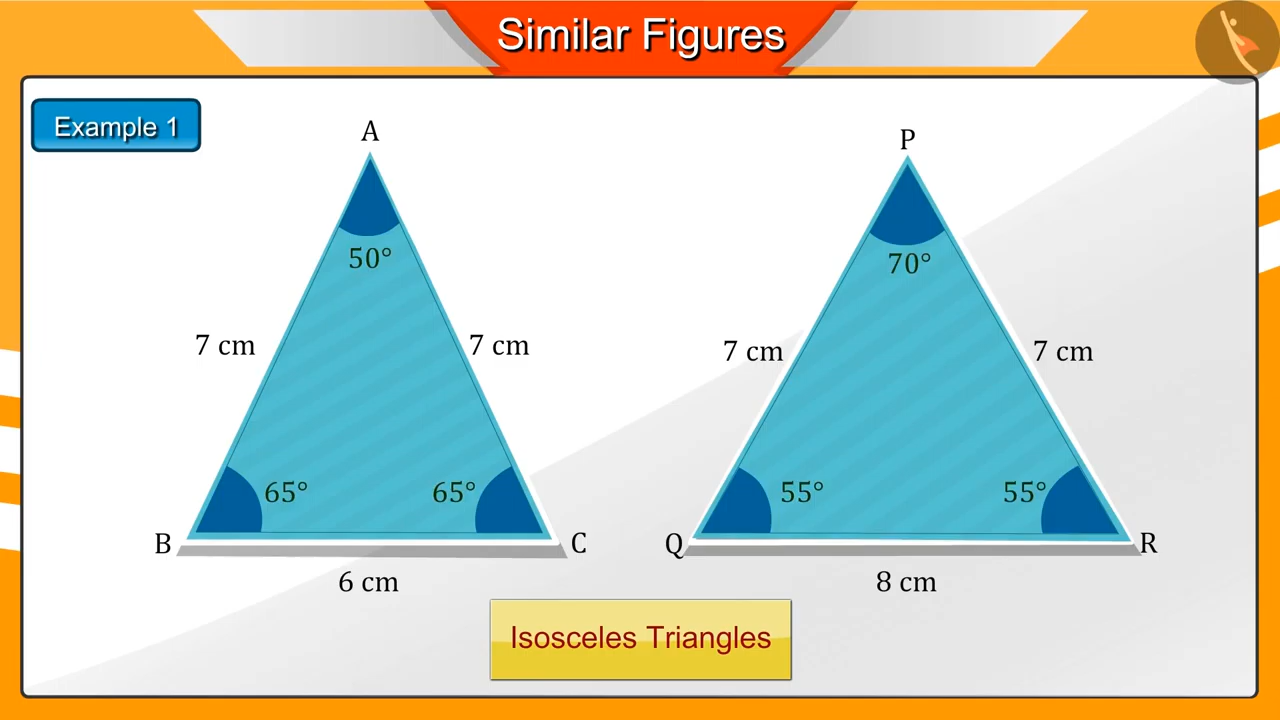 Similar Figures
Example 1
A
P
50°
70°
7 cm
7 cm
7 cm
7 cm
65°
65°
55°
55°
B
C
Q
R
6 cm
8 cm
Isosceles Triangles